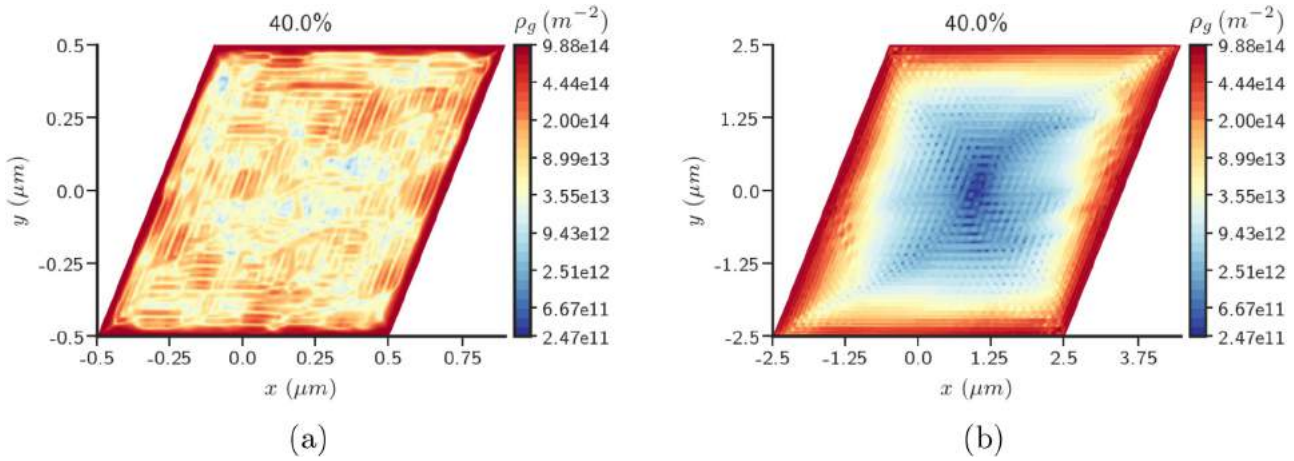 40.0%
ρ_g (m⁻²)
0.5
0.25
0.0
-0.25
-0.5
y (μm)
-0.5
-0.25
0.0
0.25
0.5
0.75
x (μm)
9.88e14
4.44e14
2.00e14
8.99e13
3.55e13
9.43e12
2.51e12
6.67e11
2.47e11
(a)
40.0%
ρ_g (m⁻²)
2.5
1.25
0.0
-1.25
-2.5
y (μm)
-2.5
-1.25
0.0
1.25
2.5
3.75
x (μm)
9.88e14
4.44e14
2.00e14
8.99e13
3.55e13
9.43e12
2.51e12
6.67e11
2.47e11
(b)